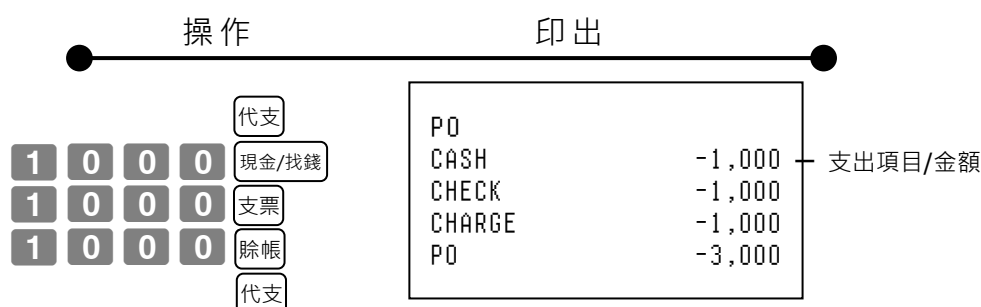 操作 印出
代支
1 0 0 0 現金/找錢
1 0 0 0 支票
1 0 0 0 賒帳
代支
PO
CASH -1,000 支出項目/金額
CHECK -1,000
CHARGE -1,000
PO -3,000